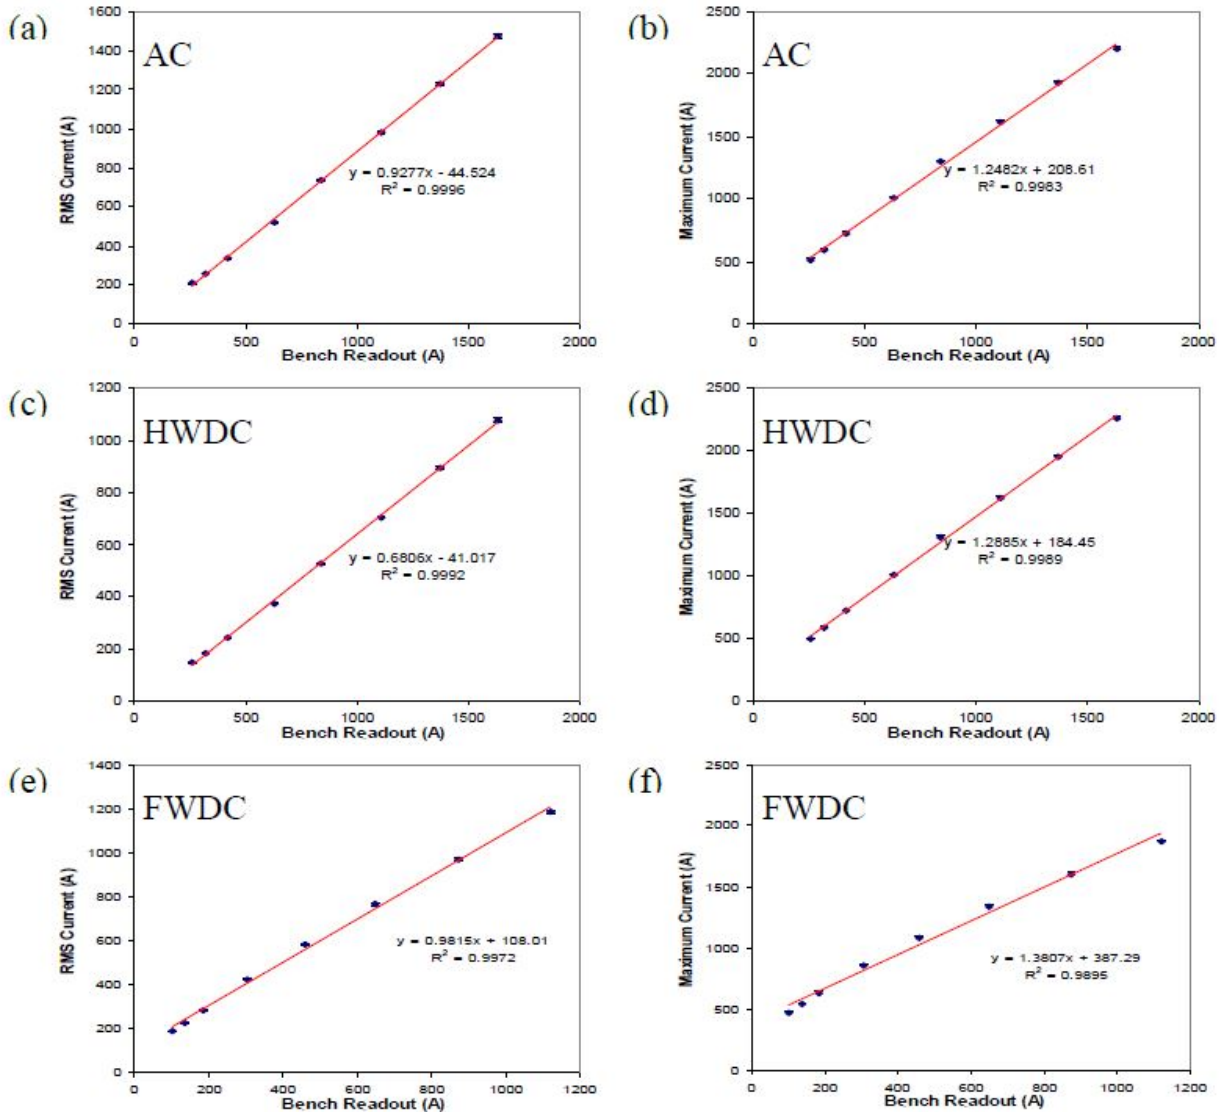 (a)
AC
RMS Current (A)
1600
1400
1200
1000
800
600
400
200
0
y = 0.9277x - 44.524
R² = 0.9996
0 500 1000 1500 2000
Bench Readout (A)
(b)
AC
Maximum Current (A)
2500
2000
1500
1000
500
0
y = 1.2482x + 208.61
R² = 0.9983
0 500 1000 1500 2000
Bench Readout (A)
(c)
HWDC
RMS Current (A)
1200
1000
800
600
400
200
0
y = 0.6806x - 41.017
R² = 0.9992
0 500 1000 1500 2000
Bench Readout (A)
(d)
HWDC
Maximum Current (A)
2500
2000
1500
1000
500
0
y = 1.2885x + 184.45
R² = 0.9989
0 500 1000 1500 2000
Bench Readout (A)
(e)
FWDC
RMS Current (A)
1400
1200
1000
800
600
400
200
0
y = 0.9815x + 108.01
R² = 0.9972
0 200 400 600 800 1000 1200
Bench Readout (A)
(f)
FWDC
Maximum Current (A)
2500
2000
1500
1000
500
0
y = 1.3807x + 387.29
R² = 0.9895
0 200 400 600 800 1000 1200
Bench Readout (A)